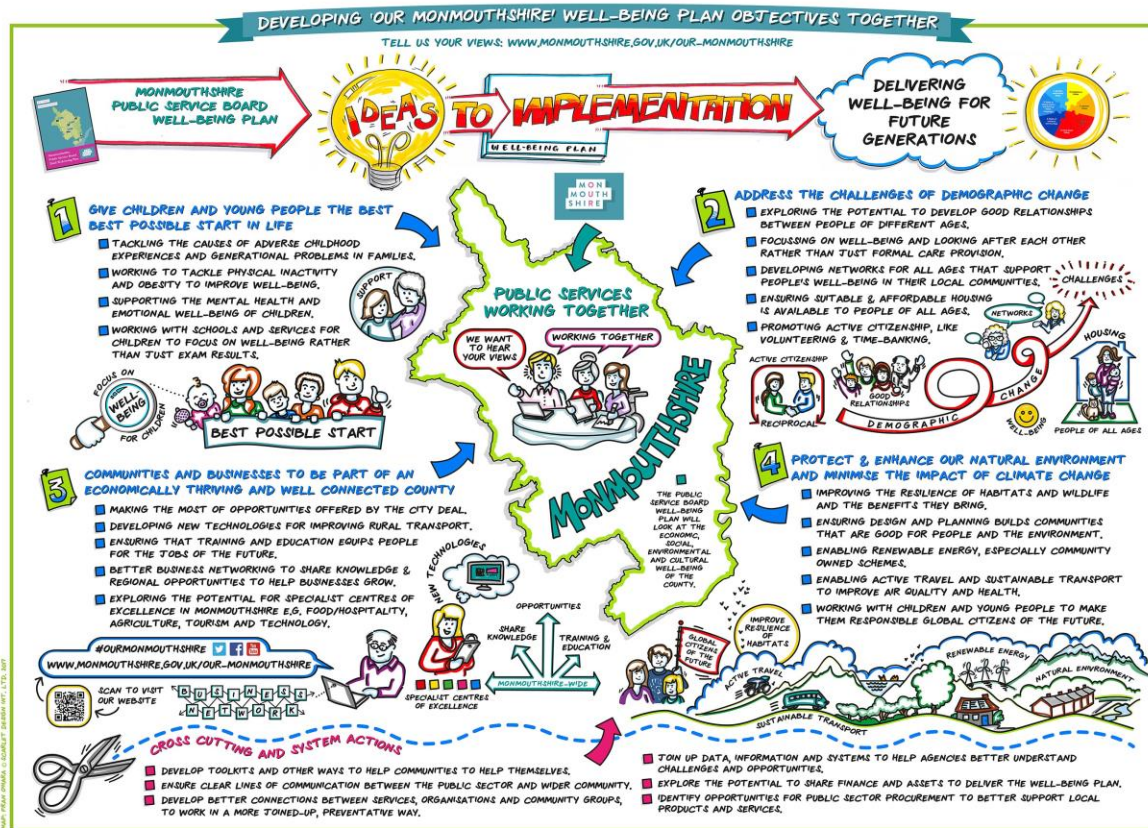 DEVELOPING 'OUR MONMOUTHSHIRE' WELL-BEING PLAN OBJECTIVES TOGETHER
TELL US YOUR VIEWS: WWW.MONMOUTHSHIRE.GOV.UK/OUR-MONMOUTHSHIRE
MONMOUTHSHIRE
PUBLIC SERVICE BOARD
WELL-BEING PLAN
IDEAS TO IMPLEMENTATION
WELL-BEING PLAN
DELIVERING
WELL-BEING FOR
FUTURE
GENERATIONS
MON
MOUTH
SHIRE
1
GIVE CHILDREN AND YOUNG PEOPLE THE BEST
BEST POSSIBLE START IN LIFE
TACKLING THE CAUSES OF ADVERSE CHILDHOOD
EXPERIENCES AND GENERATIONAL PROBLEMS IN FAMILIES.
WORKING TO TACKLE PHYSICAL INACTIVITY
AND OBESITY TO IMPROVE WELL-BEING.
SUPPORTING THE MENTAL HEALTH AND
EMOTIONAL WELL-BEING OF CHILDREN.
WORKING WITH SCHOOLS AND SERVICES FOR
CHILDREN TO FOCUS ON WELL-BEING RATHER
THAN JUST EXAM RESULTS.
SUPPORT
FOCUS ON
WELL-
BEING
FOR CHILDREN
BEST POSSIBLE START
PUBLIC SERVICES
WORKING TOGETHER
WE WANT
TO HEAR
YOUR VIEWS
WORKING TOGETHER
MONMOUTHSHIRE
THE PUBLIC
SERVICE BOARD
WELL-BEING
PLAN WILL
LOOK AT THE
ECONOMIC,
SOCIAL,
ENVIRONMENTAL
AND CULTURAL
WELL-BEING
OF THE
COUNTY.
2
ADDRESS THE CHALLENGES OF DEMOGRAPHIC CHANGE
EXPLORING THE POTENTIAL TO DEVELOP GOOD RELATIONSHIPS
BETWEEN PEOPLE OF DIFFERENT AGES.
FOCUSSING ON WELL-BEING AND LOOKING AFTER EACH OTHER
RATHER THAN JUST FORMAL CARE PROVISION.
DEVELOPING NETWORKS FOR ALL AGES THAT SUPPORT
PEOPLE'S WELL-BEING IN THEIR LOCAL COMMUNITIES.
ENSURING SUITABLE & AFFORDABLE HOUSING
IS AVAILABLE TO PEOPLE OF ALL AGES.
PROMOTING ACTIVE CITIZENSHIP, LIKE
VOLUNTEERING & TIME-BANKING.
CHALLENGES
NETWORKS
HOUSING
ACTIVE CITIZENSHIP
RECIPROCAL
GOOD
RELATIONSHIPS
DEMOGRAPHIC
CHANGE
WELL-BEING
PEOPLE OF ALL AGES
3
COMMUNITIES AND BUSINESSES TO BE PART OF AN
ECONOMICALLY THRIVING AND WELL CONNECTED COUNTY
MAKING THE MOST OF OPPORTUNITIES OFFERED BY THE CITY DEAL.
DEVELOPING NEW TECHNOLOGIES FOR IMPROVING RURAL TRANSPORT.
ENSURING THAT TRAINING AND EDUCATION EQUIPS PEOPLE
FOR THE JOBS OF THE FUTURE.
BETTER BUSINESS NETWORKING TO SHARE KNOWLEDGE &
REGIONAL OPPORTUNITIES TO HELP BUSINESSES GROW.
EXPLORING THE POTENTIAL FOR SPECIALIST CENTRES OF
EXCELLENCE IN MONMOUTHSHIRE E.G. FOOD/HOSPITALITY,
AGRICULTURE, TOURISM AND TECHNOLOGY.
#OURMONMOUTHSHIRE
WWW.MONMOUTHSHIRE.GOV.UK/OUR-MONMOUTHSHIRE
SCAN TO VISIT
OUR WEBSITE
BUSINESS
NETWORK
NEW TECHNOLOGIES
SPECIALIST CENTRES
OF EXCELLENCE
OPPORTUNITIES
SHARE
KNOWLEDGE
TRAINING &
EDUCATION
MONMOUTHSHIRE-WIDE
4
PROTECT & ENHANCE OUR NATURAL ENVIRONMENT
AND MINIMISE THE IMPACT OF CLIMATE CHANGE
IMPROVING THE RESILIENCE OF HABITATS AND WILDLIFE
AND THE BENEFITS THEY BRING.
ENSURING DESIGN AND PLANNING BUILDS COMMUNITIES
THAT ARE GOOD FOR PEOPLE AND THE ENVIRONMENT.
ENABLING RENEWABLE ENERGY, ESPECIALLY COMMUNITY
OWNED SCHEMES.
ENABLING ACTIVE TRAVEL AND SUSTAINABLE TRANSPORT
TO IMPROVE AIR QUALITY AND HEALTH.
WORKING WITH CHILDREN AND YOUNG PEOPLE TO MAKE
THEM RESPONSIBLE GLOBAL CITIZENS OF THE FUTURE.
GLOBAL
CITIZENS
OF THE
FUTURE
IMPROVE
RESILIENCE
OF
HABITATS
ACTIVE TRAVEL
SUSTAINABLE TRANSPORT
RENEWABLE ENERGY
NATURAL ENVIRONMENT
CROSS CUTTING AND SYSTEM ACTIONS
DEVELOP TOOLKITS AND OTHER WAYS TO HELP COMMUNITIES TO HELP THEMSELVES.
ENSURE CLEAR LINES OF COMMUNICATION BETWEEN THE PUBLIC SECTOR AND WIDER COMMUNITY.
DEVELOP BETTER CONNECTIONS BETWEEN SERVICES, ORGANISATIONS AND COMMUNITY GROUPS,
TO WORK IN A MORE JOINED-UP, PREVENTATIVE WAY.
JOIN UP DATA, INFORMATION AND SYSTEMS TO HELP AGENCIES BETTER UNDERSTAND
CHALLENGES AND OPPORTUNITIES.
EXPLORE THE POTENTIAL TO SHARE FINANCE AND ASSETS TO DELIVER THE WELL-BEING PLAN.
IDENTIFY OPPORTUNITIES FOR PUBLIC SECTOR PROCUREMENT TO BETTER SUPPORT LOCAL
PRODUCTS AND SERVICES.
MAP: FRAN OHARA © SCARLET DESIGN INT. LTD. 2017